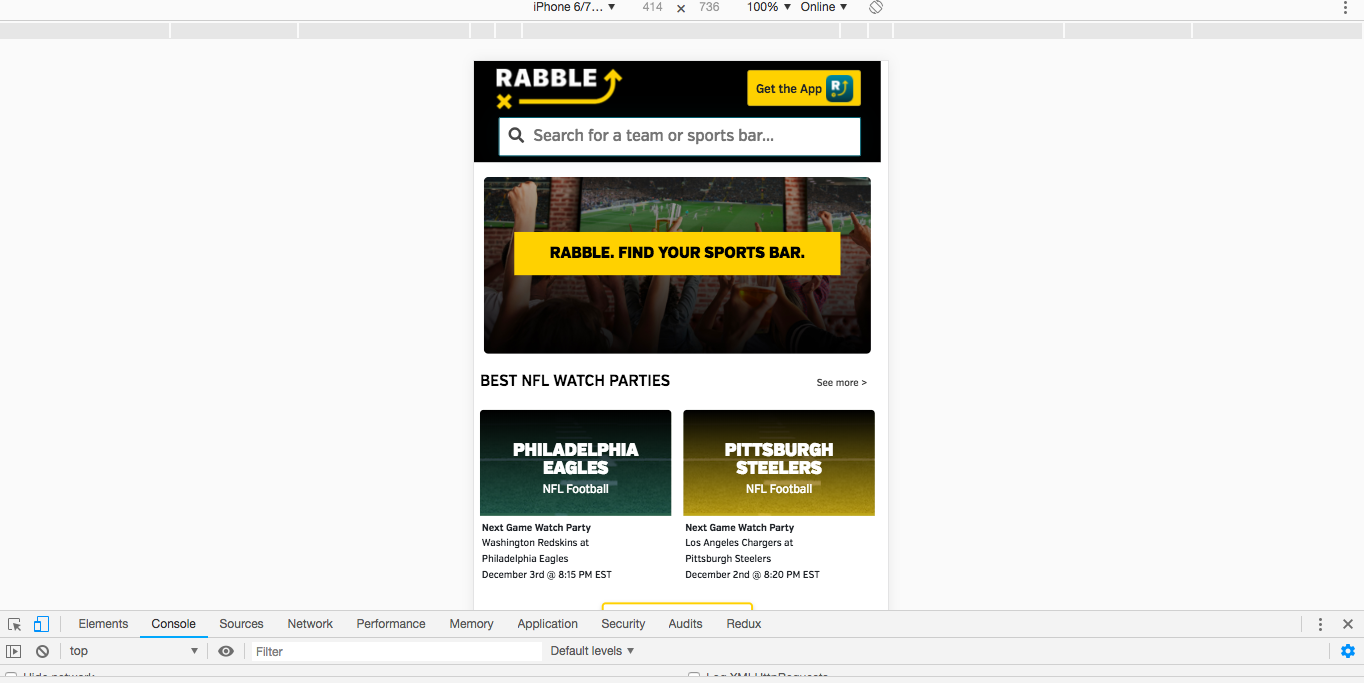 iPhone 6/7… ▼ 414 × 736 100% ▼ Online ▼
RABBLE
Get the App
R
Search for a team or sports bar...
RABBLE. FIND YOUR SPORTS BAR.
BEST NFL WATCH PARTIES
See more >
PHILADELPHIA
EAGLES
NFL Football
Next Game Watch Party
Washington Redskins at
Philadelphia Eagles
December 3rd @ 8:15 PM EST
PITTSBURGH
STEELERS
NFL Football
Next Game Watch Party
Los Angeles Chargers at
Pittsburgh Steelers
December 2nd @ 8:20 PM EST
Elements Console Sources Network Performance Memory Application Security Audits Redux
top ▼ Filter Default levels ▼
Hide network Log XMLHttpRequests